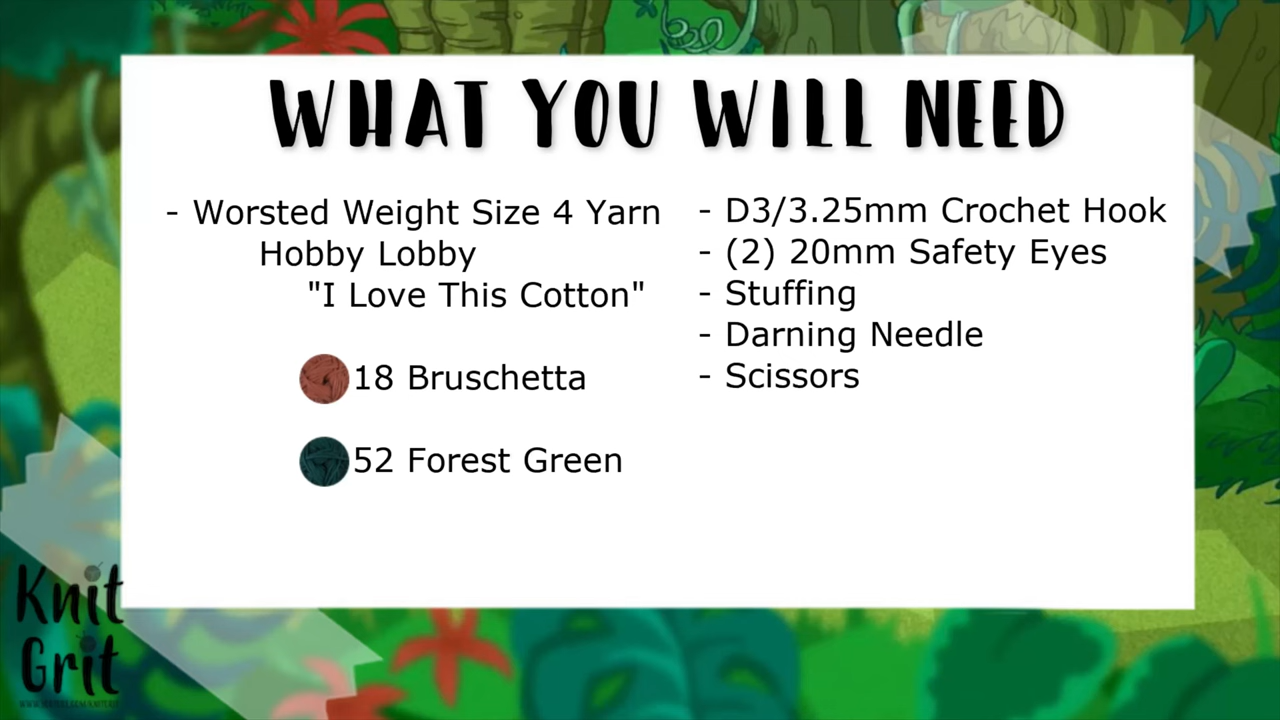 WHAT YOU WILL NEED
- Worsted Weight Size 4 Yarn
Hobby Lobby
"I Love This Cotton"
18 Bruschetta
52 Forest Green
- D3/3.25mm Crochet Hook
- (2) 20mm Safety Eyes
- Stuffing
- Darning Needle
- Scissors
Knit
Grit